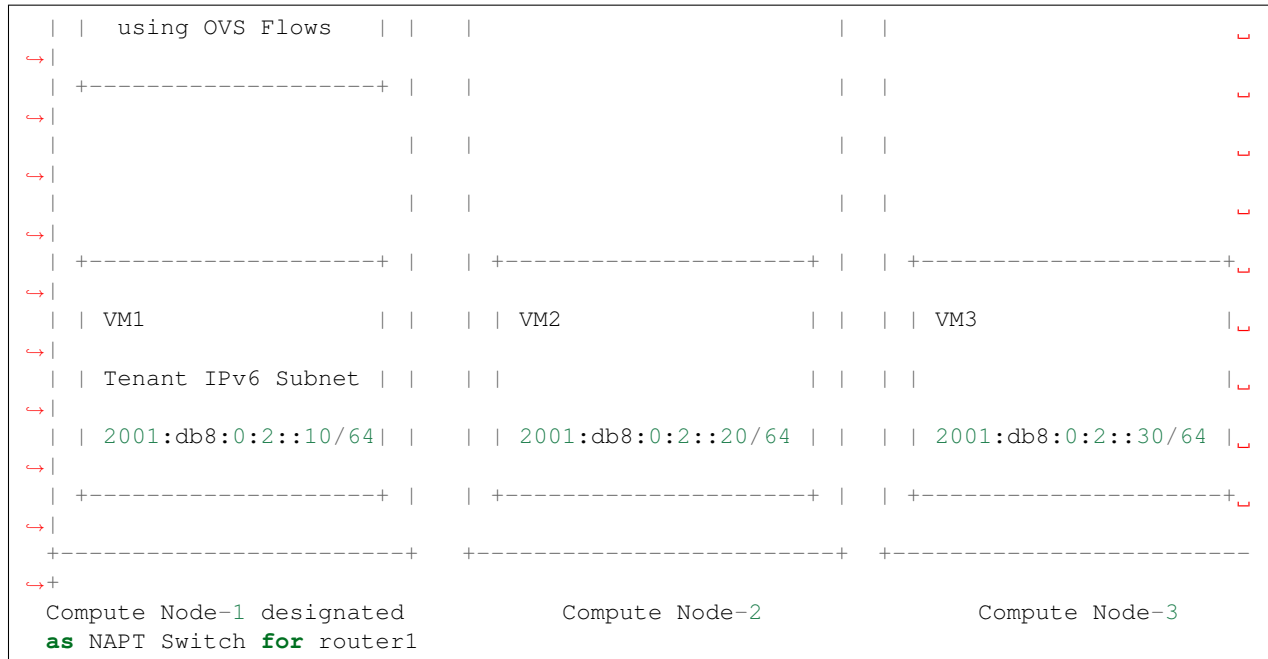 | |  using OVS Flows   | |   |                         | |                        ␣
↪|
| +--------------------+ |   |                         | |                        ␣
↪|
|                        |   |                         |  |                        ␣
↪|
|                        |   |                         |  |                        ␣
↪|
| +--------------------+ |   | +---------------------+ |  | +---------------------+␣
↪|
| | VM1                | |   | | VM2                 | |  | | VM3                 |␣
↪|
| | Tenant IPv6 Subnet | |   | |                     | |  | |                     |␣
↪|
| | 2001:db8:0:2::10/64| |   | | 2001:db8:0:2::20/64 | |  | | 2001:db8:0:2::30/64 |␣
↪|
| +--------------------+ |   | +---------------------+ |  | +---------------------+␣
↪|
+------------------------+   +-------------------------+  +-------------------------
↪+
Compute Node-1 designated          Compute Node-2               Compute Node-3
as NAPT Switch for router1